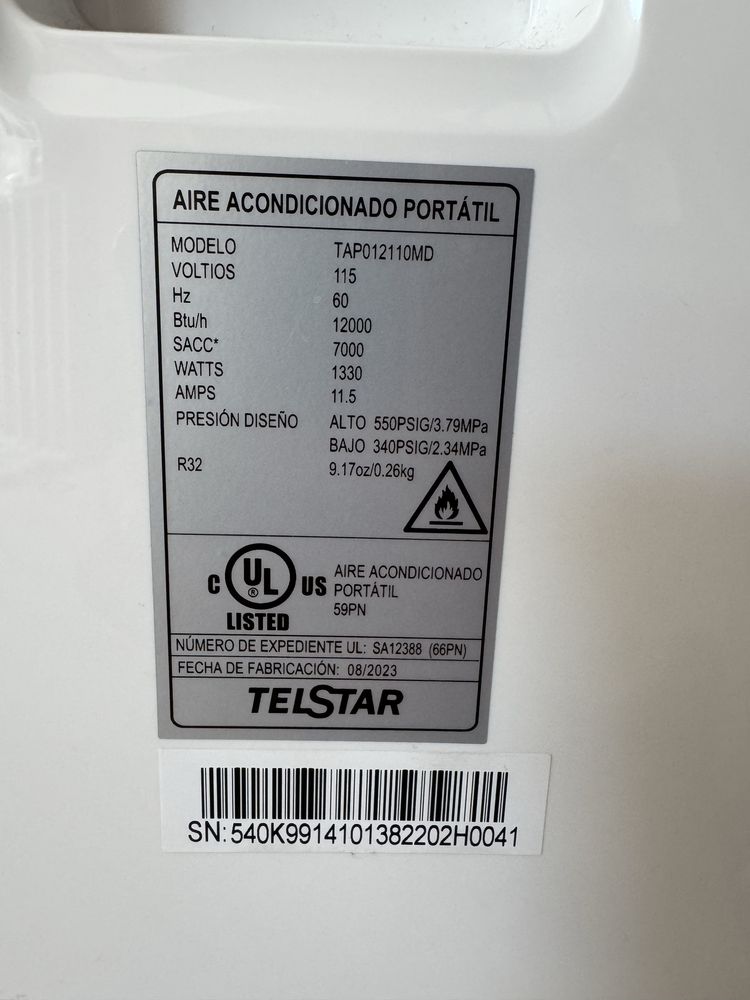 AIRE ACONDICIONADO PORTÁTIL
MODELO TAP012110MD
VOLTIOS 115
Hz 60
Btu/h 12000
SACC* 7000
WATTS 1330
AMPS 11.5
PRESIÓN DISEÑO ALTO 550PSIG/3.79MPa
BAJO 340PSIG/2.34MPa
R32 9.17oz/0.26kg
C UL ® US
LISTED
AIRE ACONDICIONADO
PORTÁTIL
59PN
NÚMERO DE EXPEDIENTE UL: SA12388 (66PN)
FECHA DE FABRICACIÓN: 08/2023
TELSTAR
SN:540K9914101382202H0041